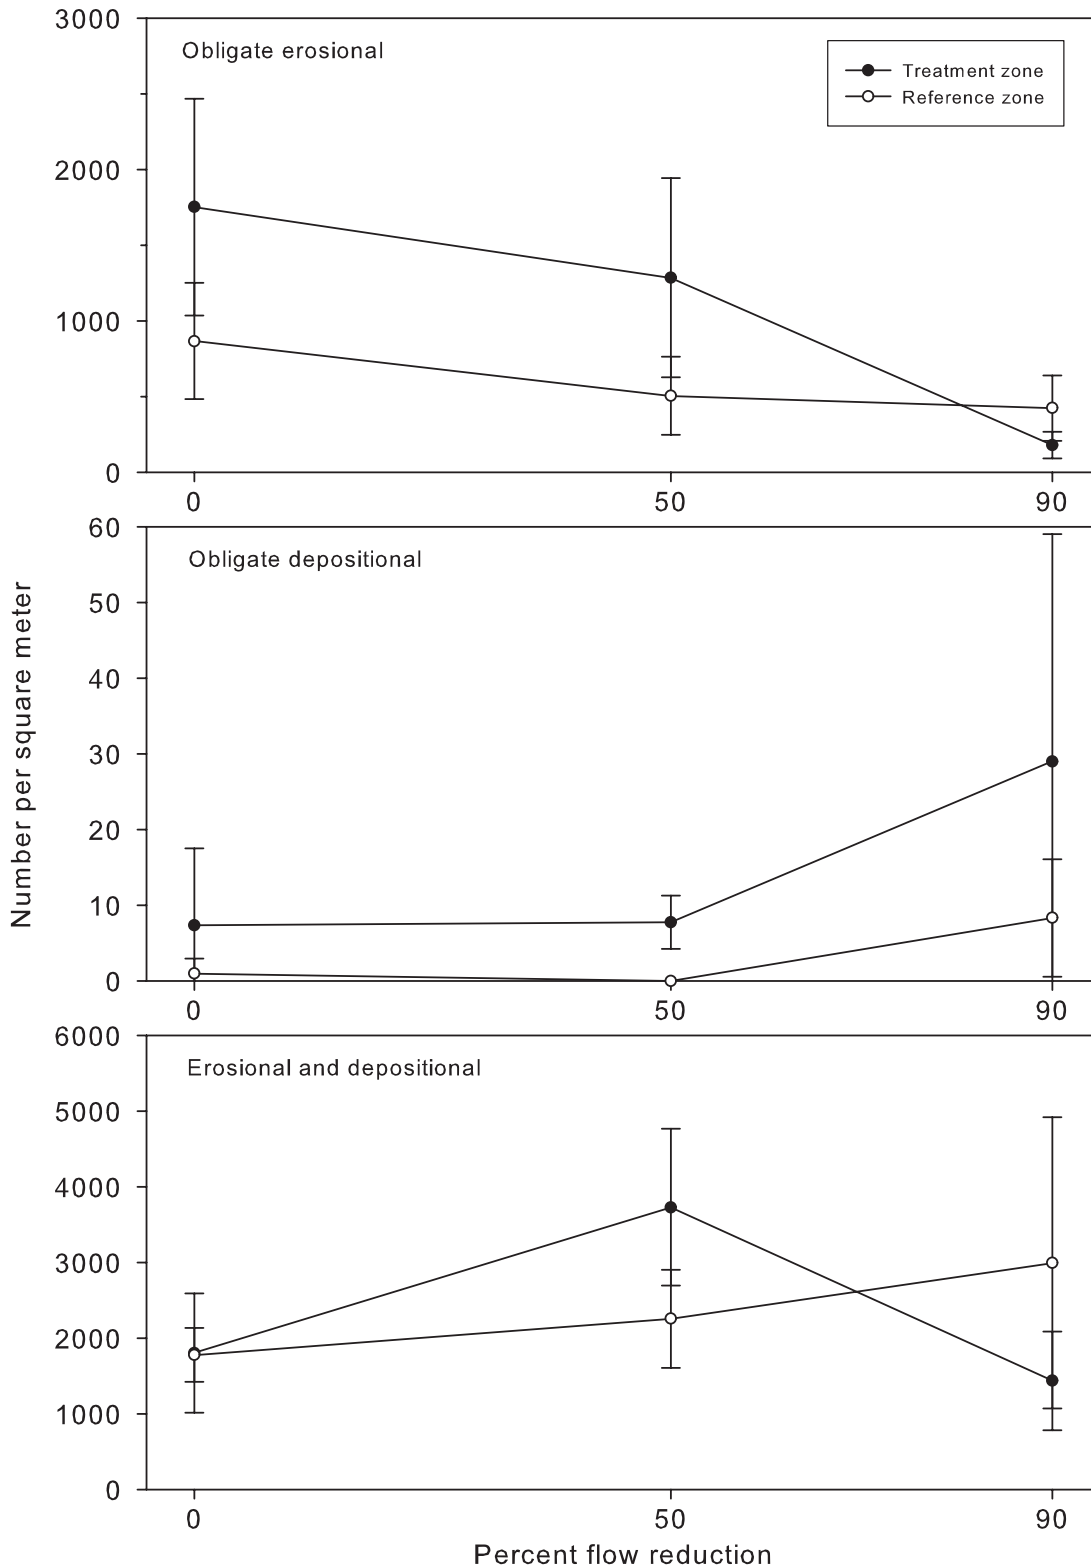 3000
Obligate erosional
Treatment zone
Reference zone
2000
1000
0
0 50 90
Number per square meter
60
Obligate depositional
50
40
30
20
10
0
0 50 90
6000
Erosional and depositional
5000
4000
3000
2000
1000
0
0 50 90
Percent flow reduction